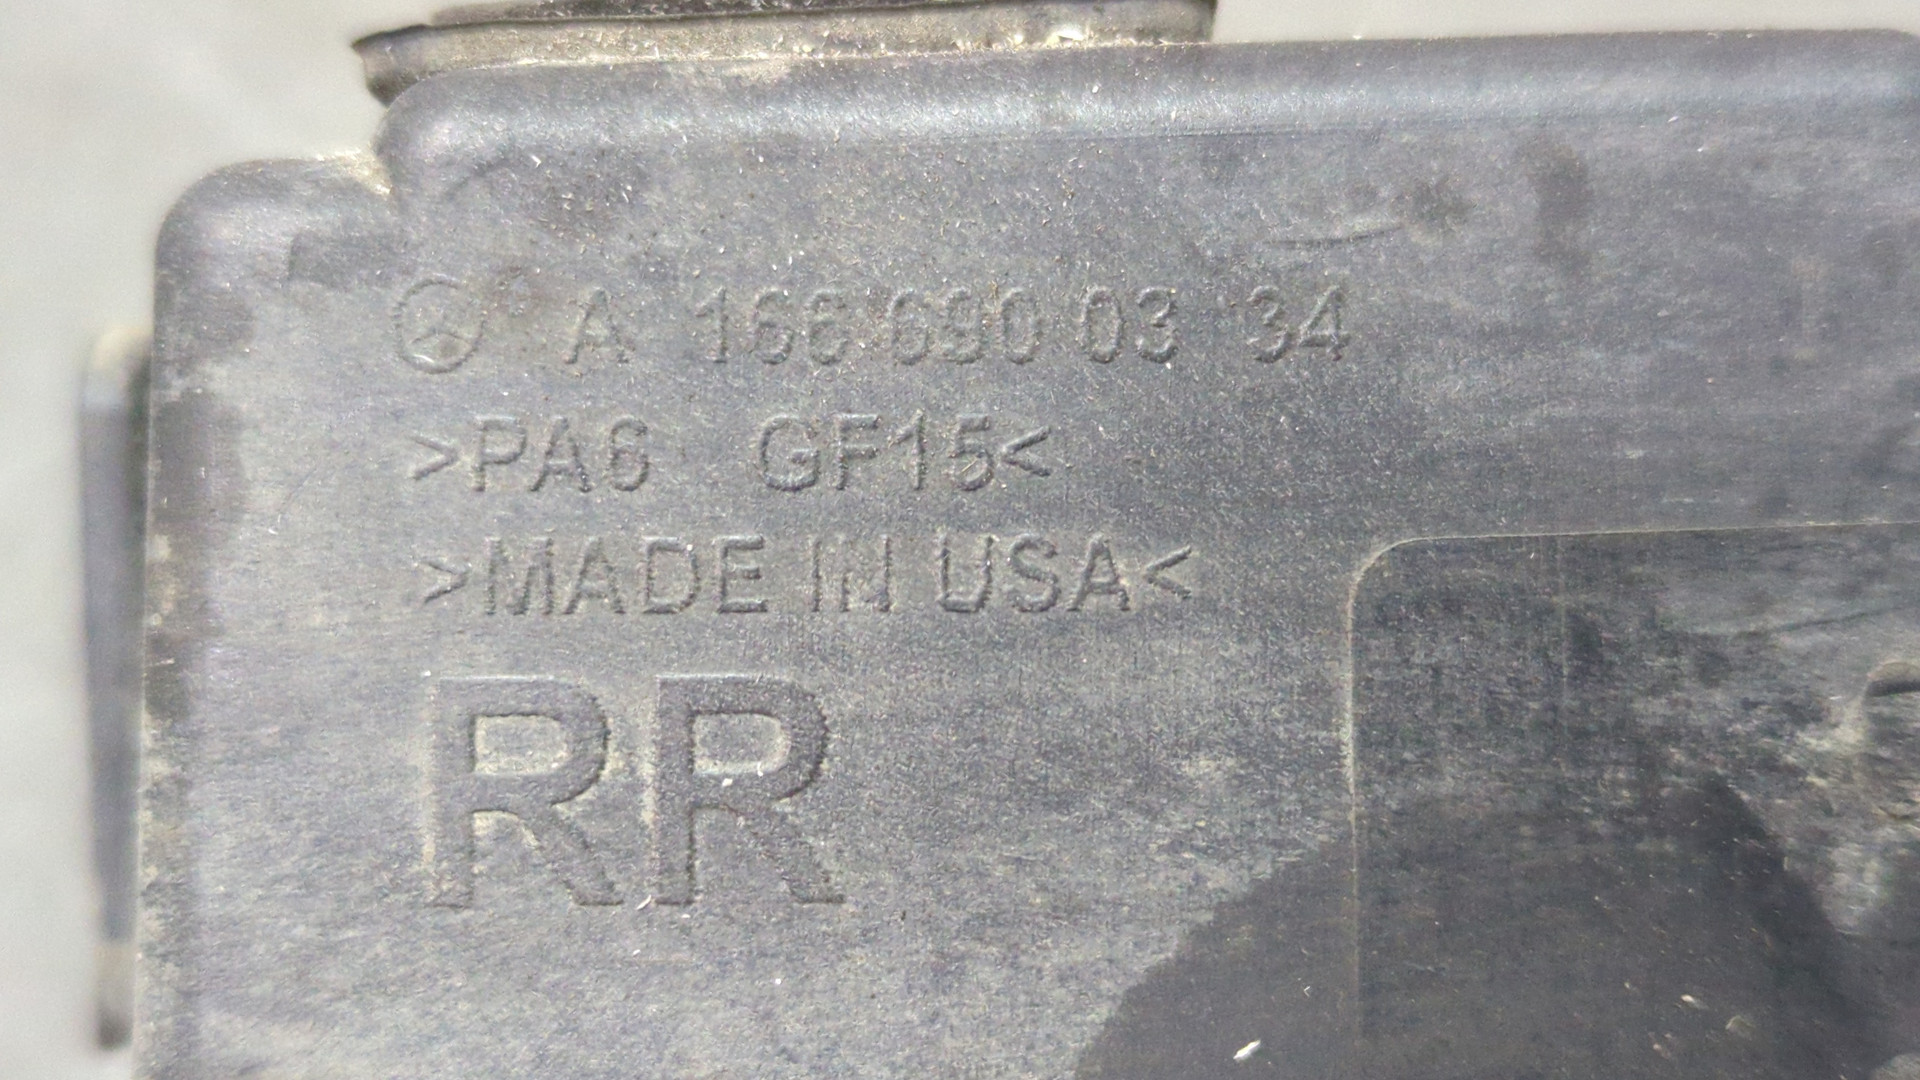 A 166 690 03 34
>PA6 GF15<
>MADE IN USA<
RR